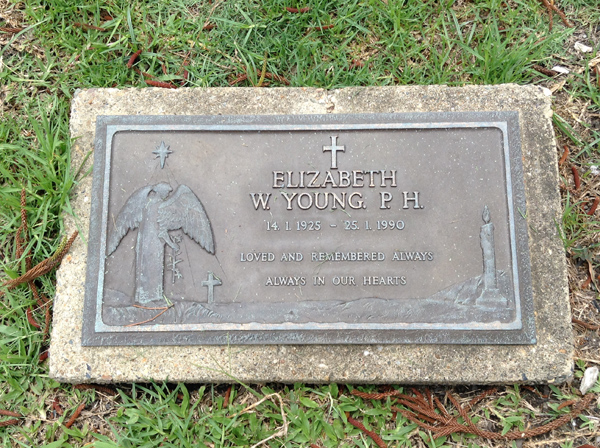 ELIZABETH
W. YOUNG. P. H.
14. 1. 1925 - 25. 1. 1990
LOVED AND REMEMBERED ALWAYS
ALWAYS IN OUR HEARTS